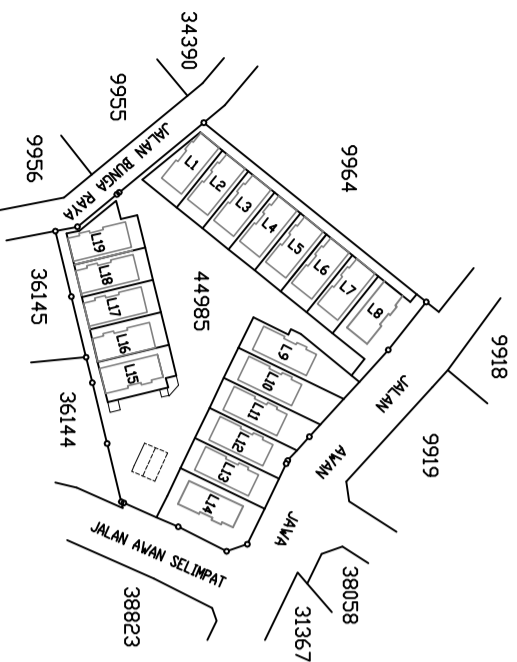 34390
9955
9956
JALAN BUNGA RAYA
9964
L1
L2
L3
L4
L5
L6
L7
L8
9918
9919
JALAN
AWAN
JAWA
44985
L19
L18
L17
L16
L15
L9
L10
L11
L12
L13
L14
36145
36144
JALAN AWAN SELIMPAT
38823
38058
31367